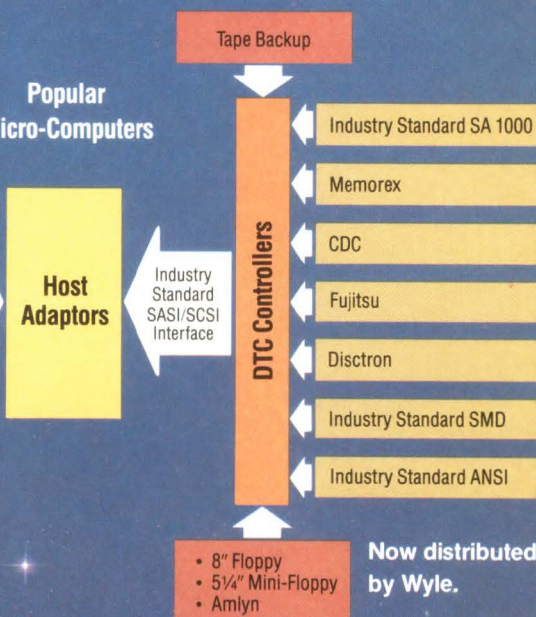 Tape Backup
Popular
icro-Computers
Industry Standard SA 1000
Memorex
CDC
Fujitsu
Disctron
Industry Standard SMD
Industry Standard ANSI
Host
Adaptors
Industry
Standard
SASI/SCSI
Interface
DTC Controllers
• 8" Floppy
• 5¼" Mini-Floppy
• Amlyn
Now distributed
by Wyle.